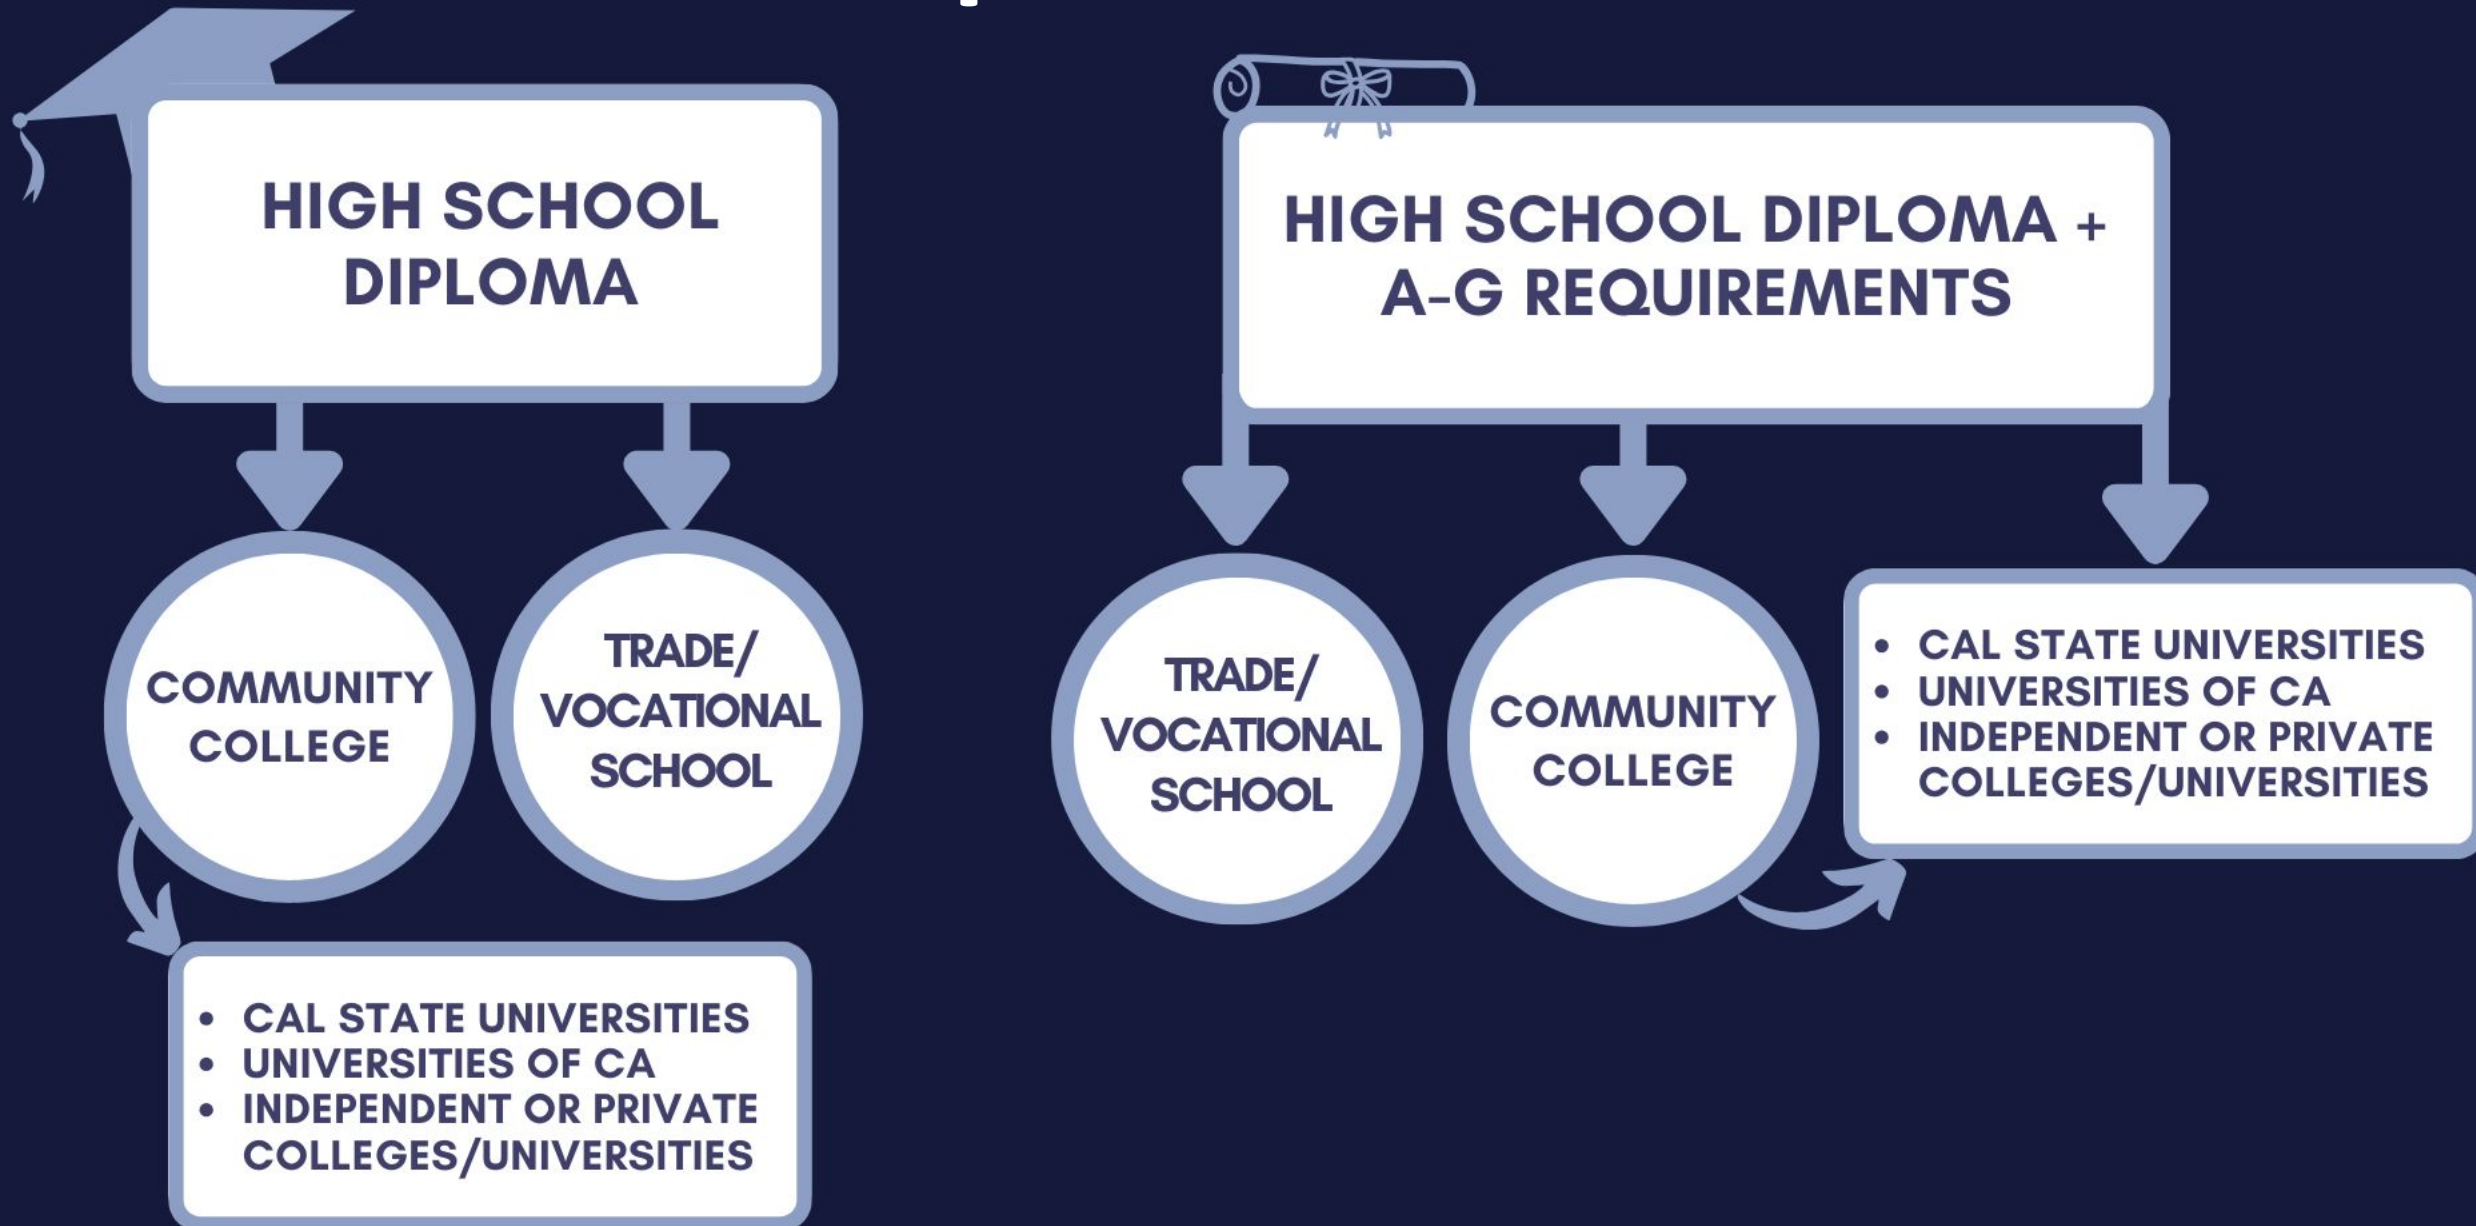 HIGH SCHOOL
DIPLOMA
COMMUNITY
COLLEGE
TRADE/
VOCATIONAL
SCHOOL
• CAL STATE UNIVERSITIES
• UNIVERSITIES OF CA
• INDEPENDENT OR PRIVATE
COLLEGES/UNIVERSITIES
HIGH SCHOOL DIPLOMA +
A-G REQUIREMENTS
TRADE/
VOCATIONAL
SCHOOL
COMMUNITY
COLLEGE
• CAL STATE UNIVERSITIES
• UNIVERSITIES OF CA
• INDEPENDENT OR PRIVATE
COLLEGES/UNIVERSITIES